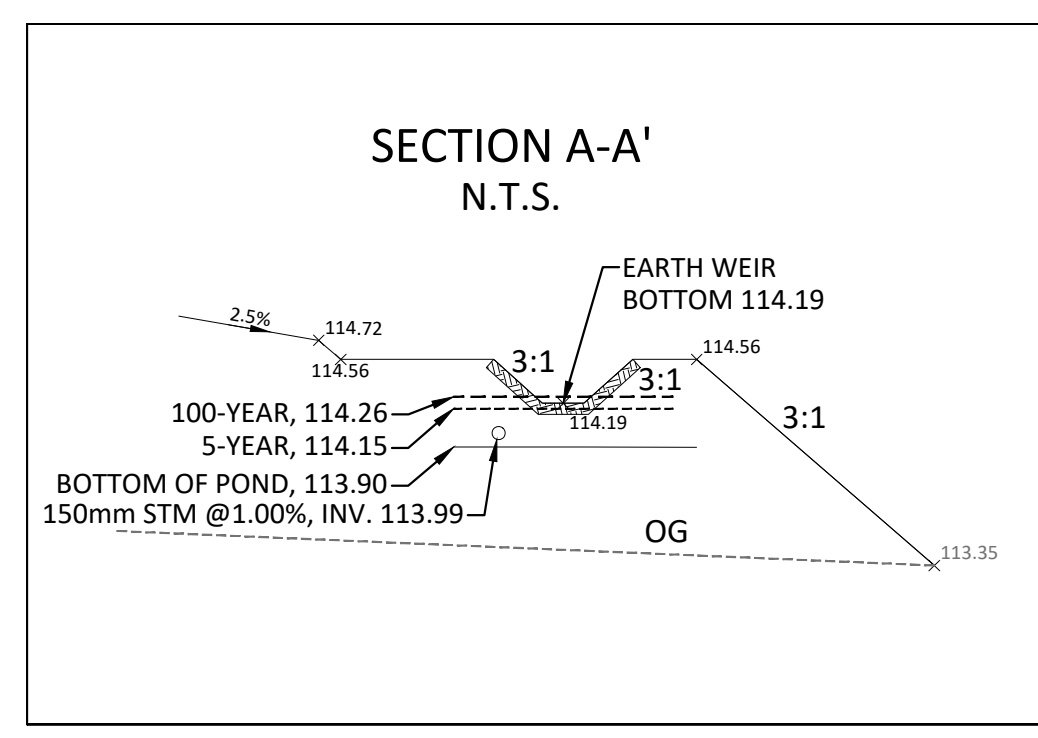 SECTION A-A'
N.T.S.
EARTH WEIR
BOTTOM 114.19
2.5%
114.72
114.56
3:1
3:1
114.56
100-YEAR, 114.26
114.19
3:1
5-YEAR, 114.15
BOTTOM OF POND, 113.90
150mm STM @1.00%, INV. 113.99
OG
113.35